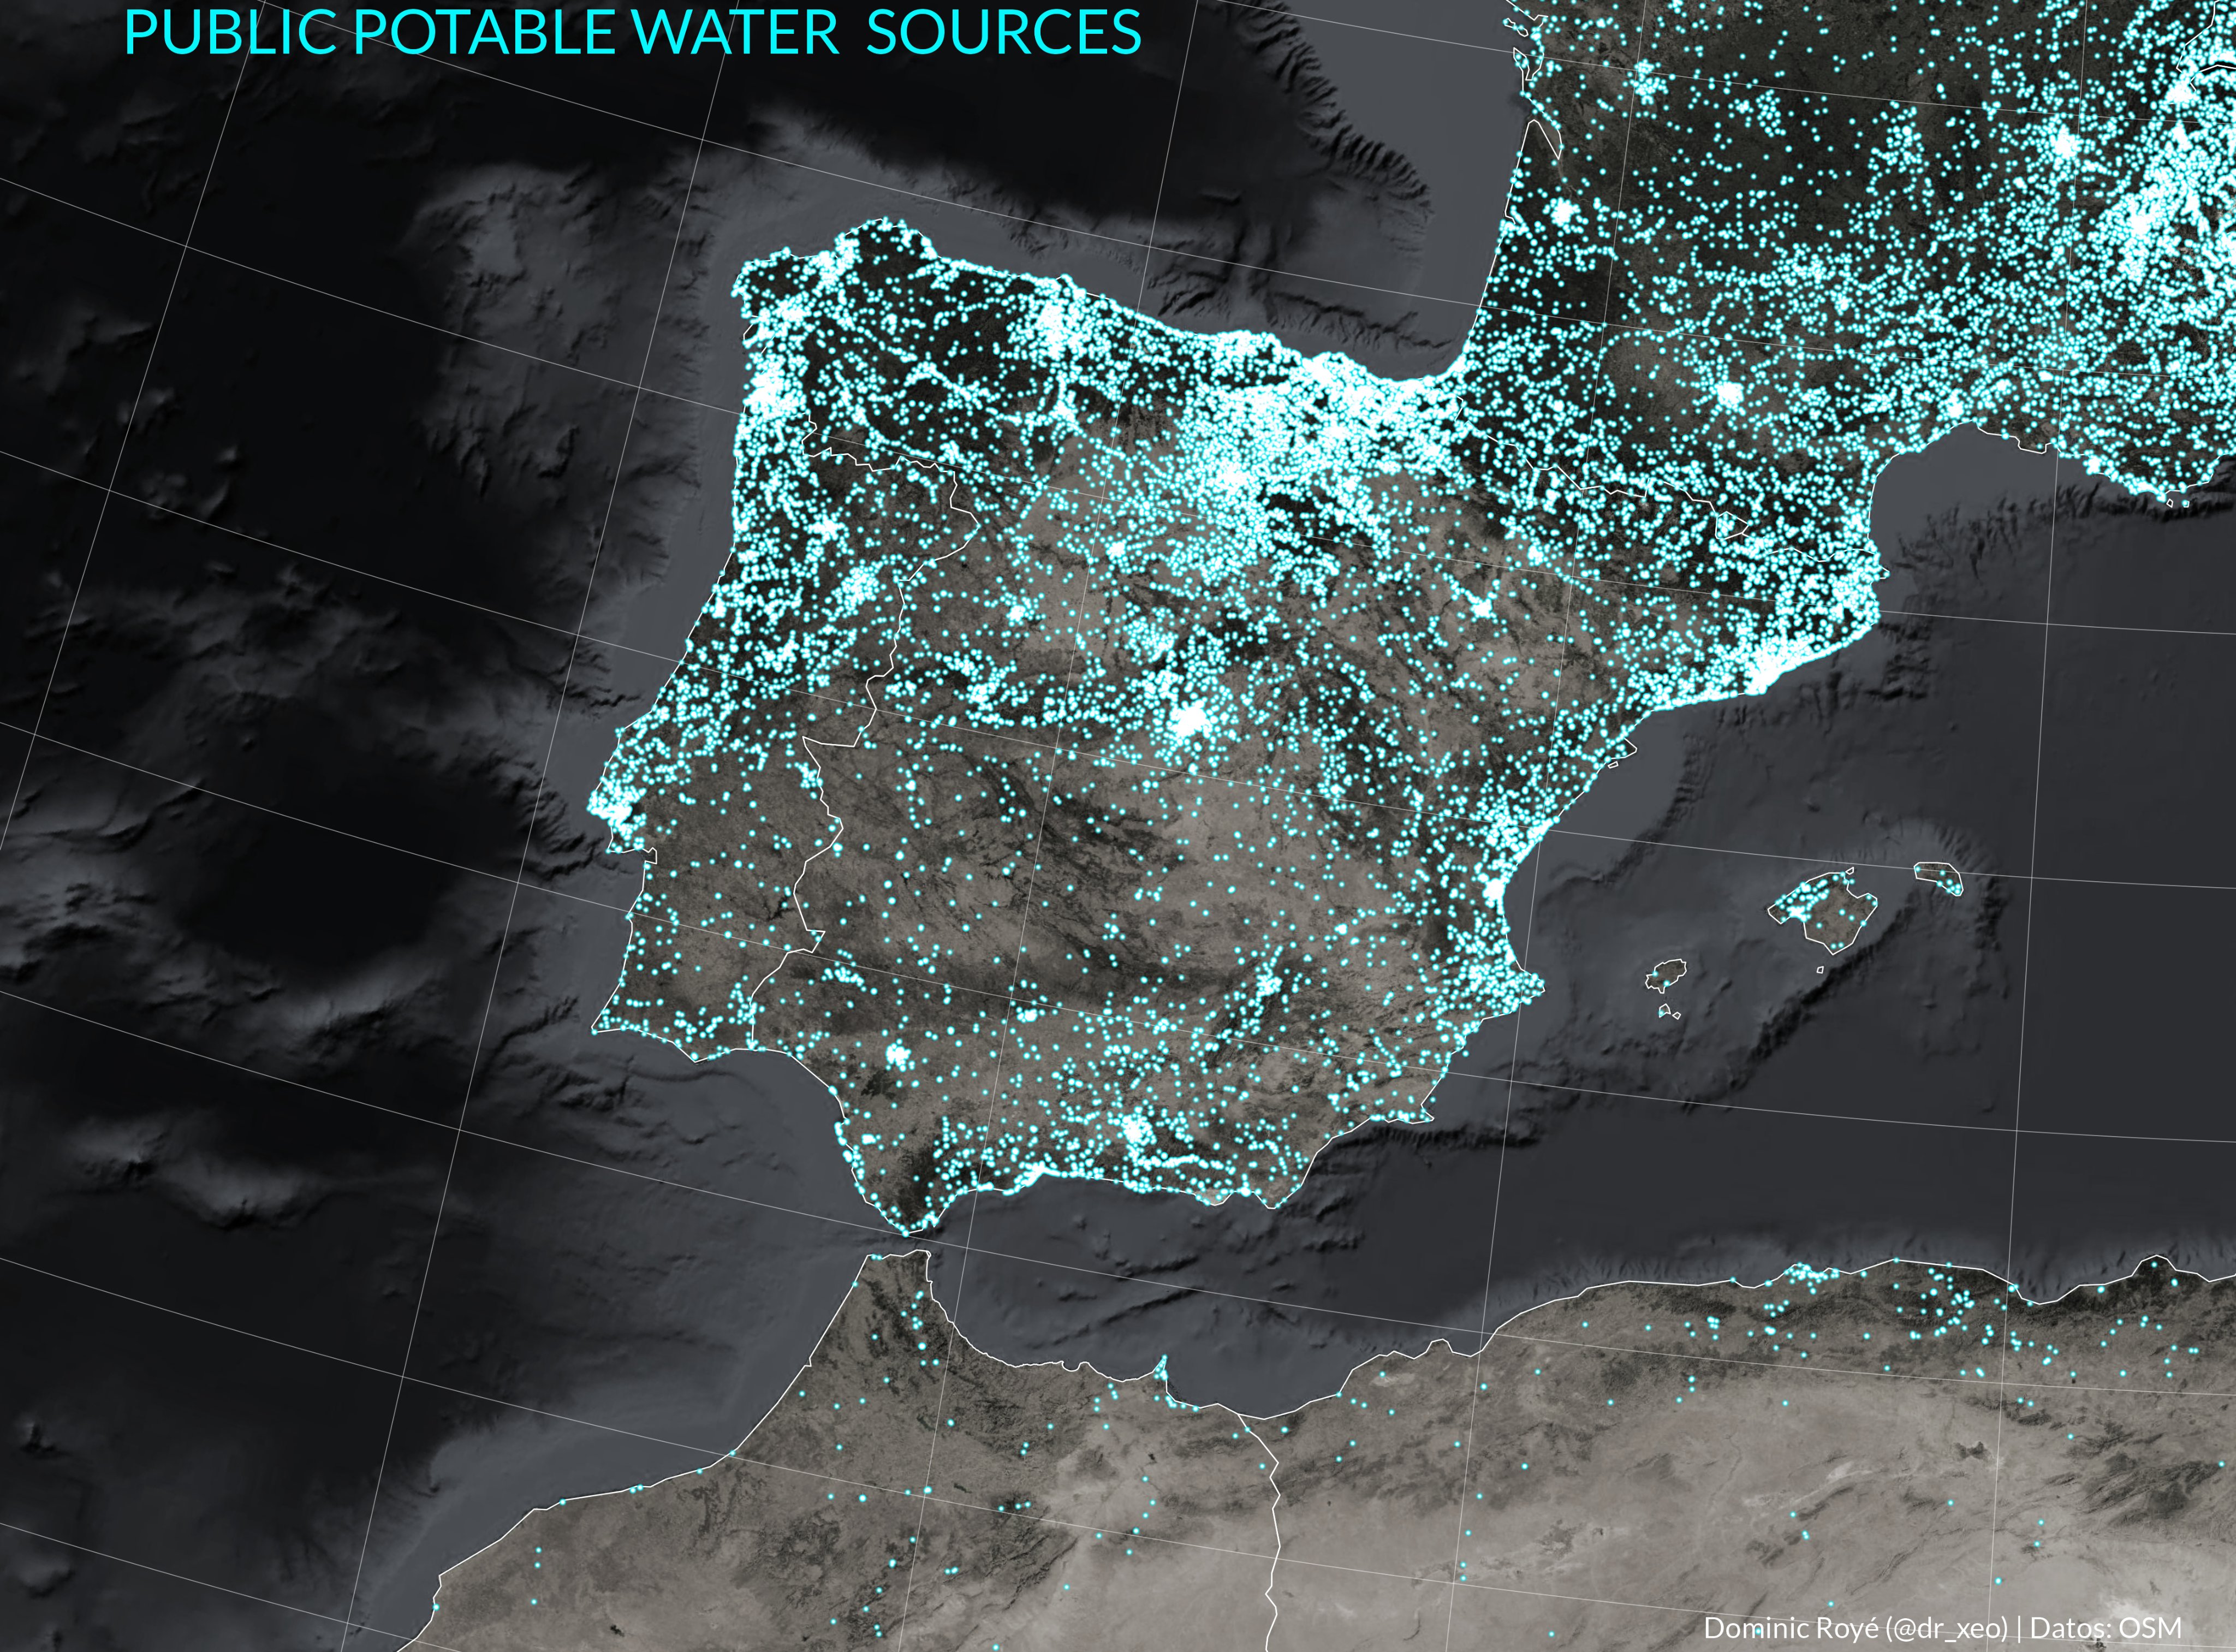 PUBLIC POTABLE WATER SOURCES
Dominic Royé (@dr_xeo) | Datos: OSM